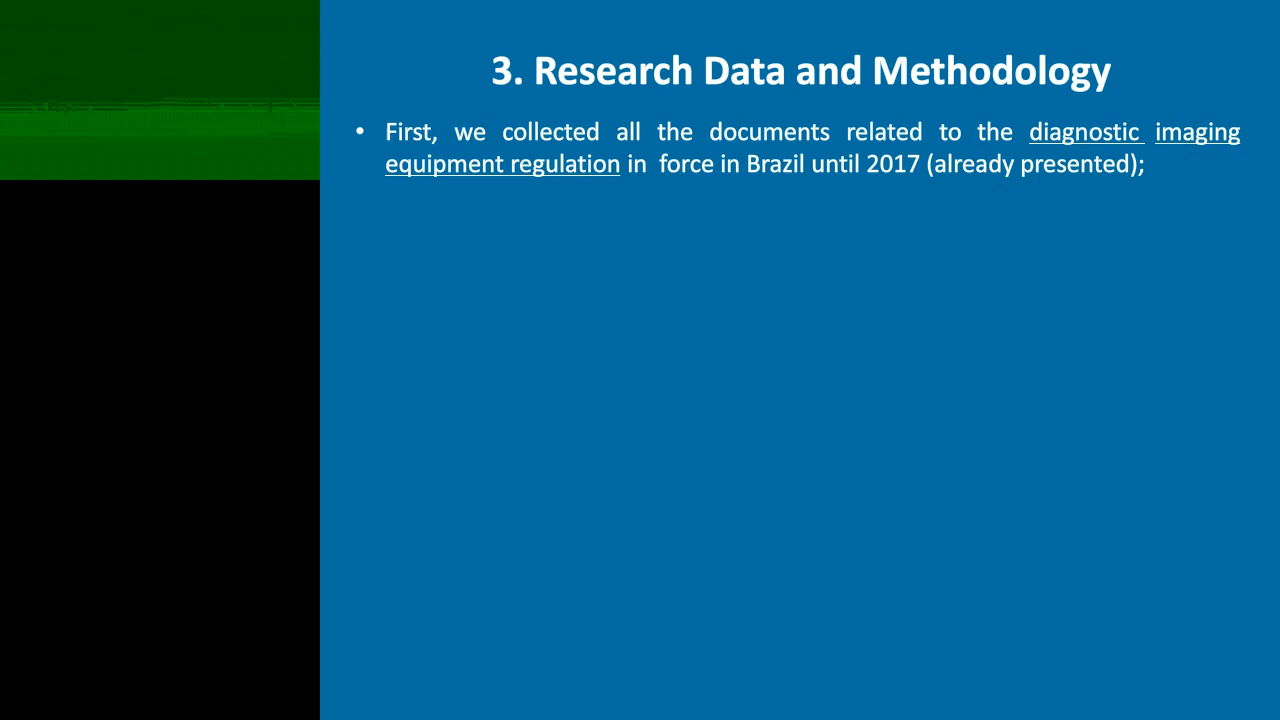 3. Research Data and Methodology
• First, we collected all the documents related to the diagnostic imaging
equipment regulation in force in Brazil until 2017 (already presented);